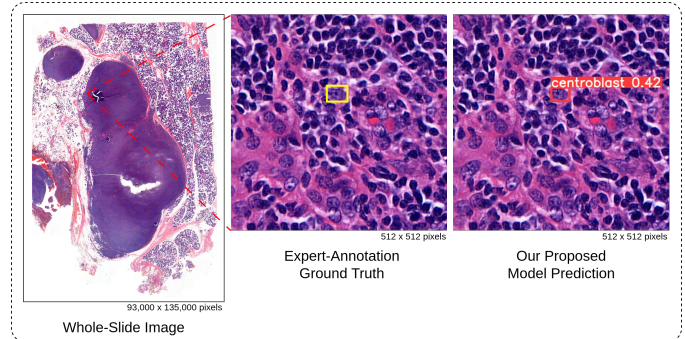 centroblast 0.42
512 x 512 pixels
512 x 512 pixels
Expert-Annotation
Ground Truth
Our Proposed
Model Prediction
93,000 x 135,000 pixels
Whole-Slide Image